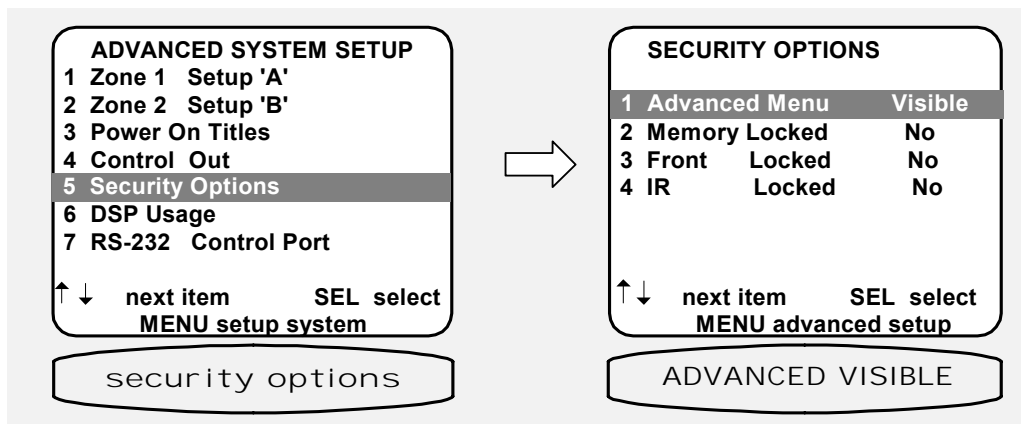 ADVANCED SYSTEM SETUP
1 Zone 1 Setup 'A'
2 Zone 2 Setup 'B'
3 Power On Titles
4 Control Out
5 Security Options
6 DSP Usage
7 RS-232 Control Port
↑↓ next item SEL select
MENU setup system
security options
SECURITY OPTIONS
1 Advanced Menu Visible
2 Memory Locked No
3 Front Locked No
4 IR Locked No
↑↓ next item SEL select
MENU advanced setup
ADVANCED VISIBLE